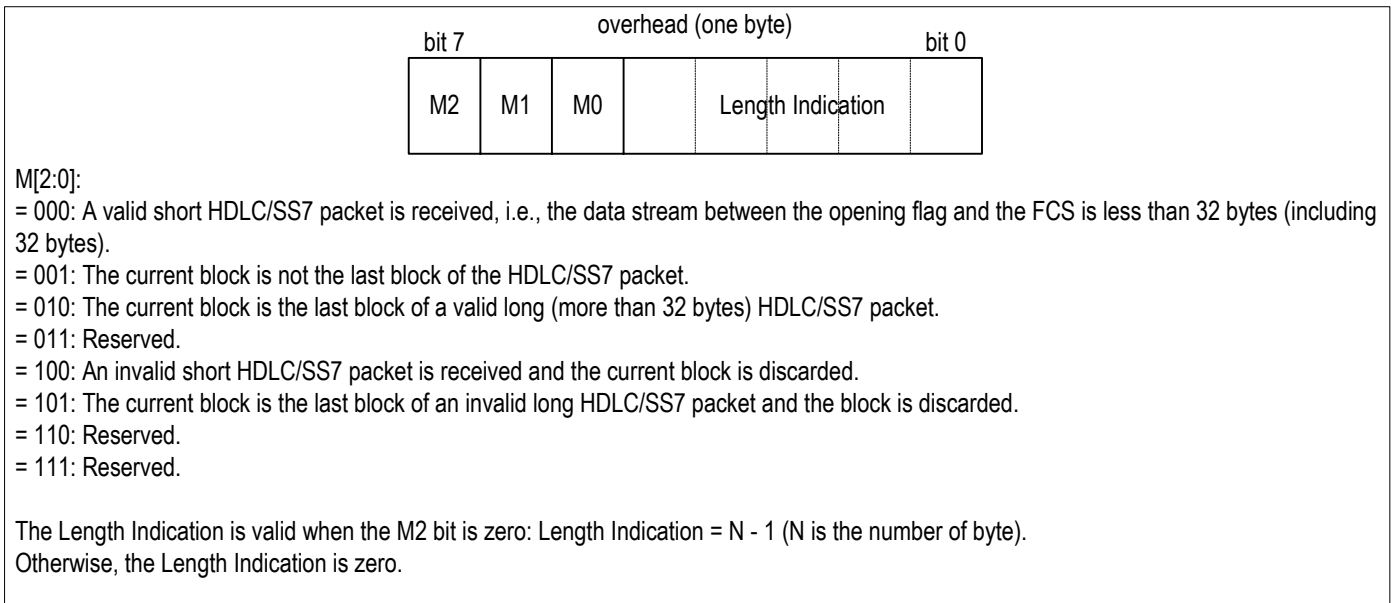 overhead (one byte)
bit 7 bit 0
M2 M1 M0 Length Indication
M[2:0]:
= 000: A valid short HDLC/SS7 packet is received, i.e., the data stream between the opening flag and the FCS is less than 32 bytes (including
32 bytes).
= 001: The current block is not the last block of the HDLC/SS7 packet.
= 010: The current block is the last block of a valid long (more than 32 bytes) HDLC/SS7 packet.
= 011: Reserved.
= 100: An invalid short HDLC/SS7 packet is received and the current block is discarded.
= 101: The current block is the last block of an invalid long HDLC/SS7 packet and the block is discarded.
= 110: Reserved.
= 111: Reserved.
The Length Indication is valid when the M2 bit is zero: Length Indication = N - 1 (N is the number of byte).
Otherwise, the Length Indication is zero.